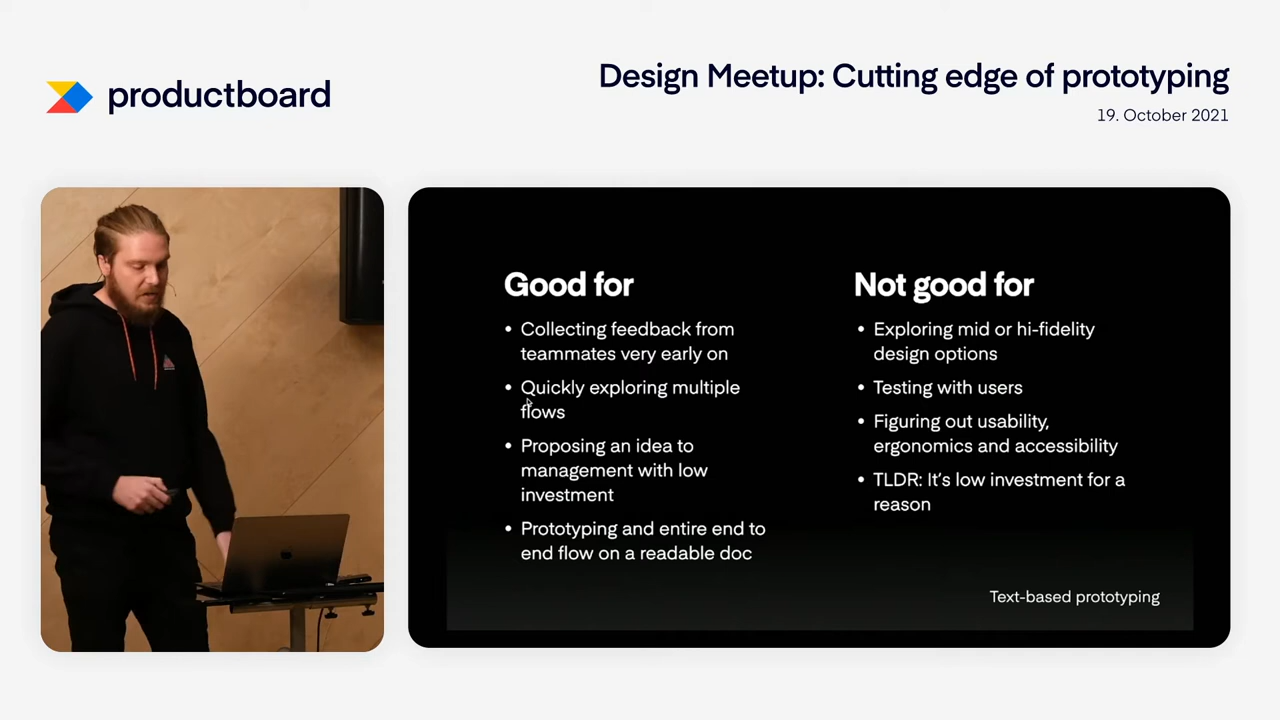 productboard
Design Meetup: Cutting edge of prototyping
19. October 2021
Good for
• Collecting feedback from
teammates very early on
• Quickly exploring multiple
flows
• Proposing an idea to
management with low
investment
• Prototyping and entire end to
end flow on a readable doc
Not good for
• Exploring mid or hi-fidelity
design options
• Testing with users
• Figuring out usability,
ergonomics and accessibility
• TLDR: It’s low investment for a
reason
Text-based prototyping